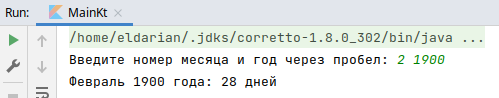 Run: MainKt ×
/home/eldarian/.jdks/corretto-1.8.0_302/bin/java ...
Введите номер месяца и год через пробел: 2 1900
Февраль 1900 года: 28 дней